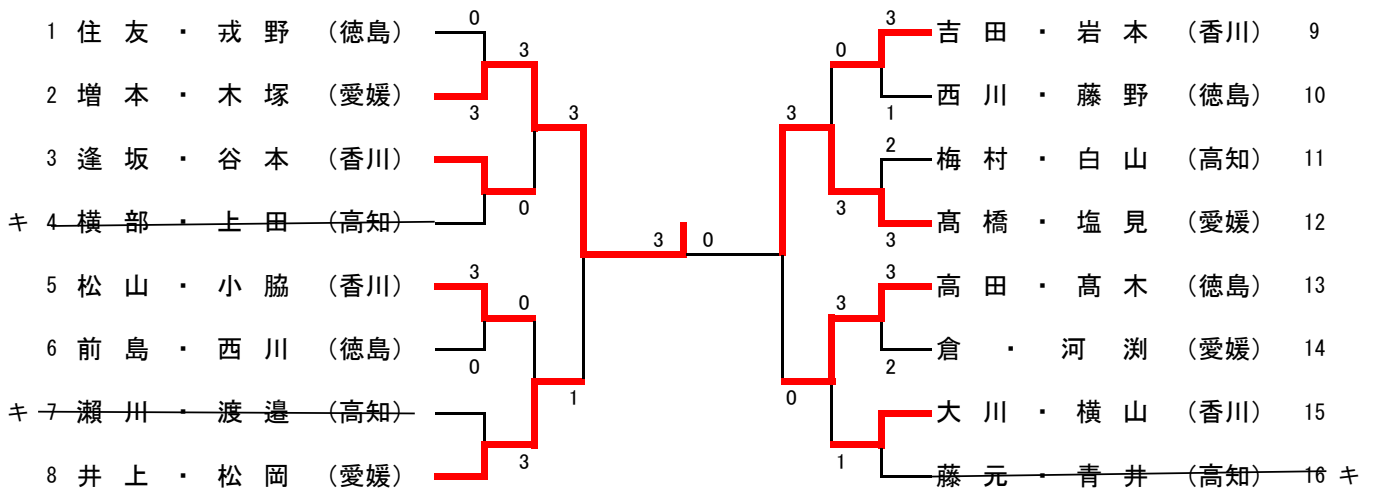 1 住友・戎野 (徳島) 0
3
2 増本・木塚 (愛媛) 3
3
3 逢坂・谷本 (香川)
0
キ 4 横部・上田 (高知)
3
5 松山・小脇 (香川) 3
0
6 前島・西川 (徳島) 0
1
キ 7 瀬川・渡邉 (高知)
3
8 井上・松岡 (愛媛)
3 吉田・岩本 (香川) 9
0
1 西川・藤野 (徳島) 10
3
2 梅村・白山 (高知) 11
3
3 髙橋・塩見 (愛媛) 12
0
3 高田・髙木 (徳島) 13
3
2 倉・河渕 (愛媛) 14
0
大川・横山 (香川) 15
1
藤元・青井 (高知) 16 キ